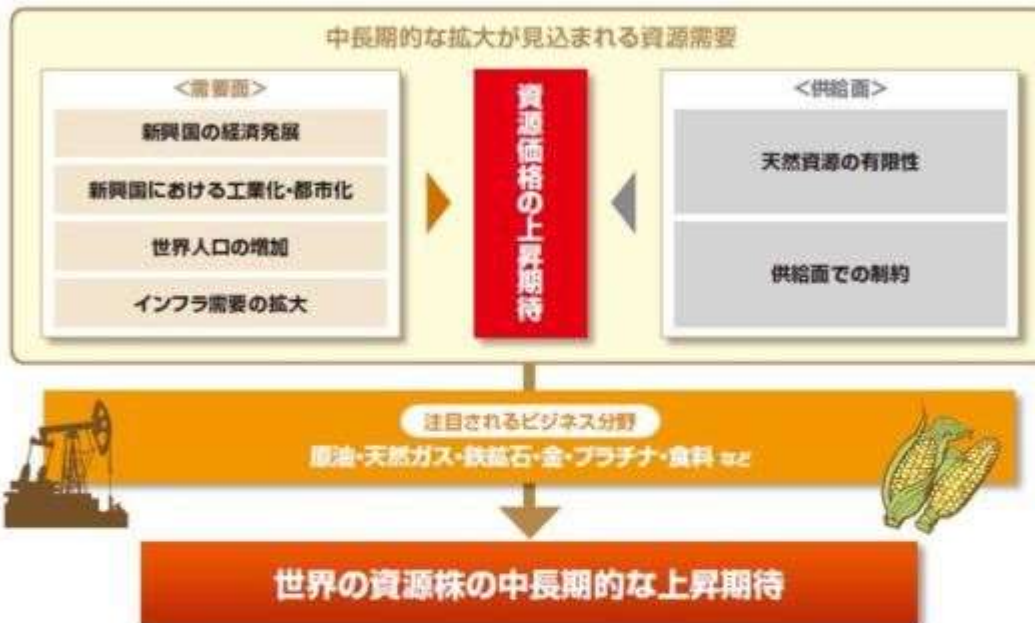 中長期的な拡大が見込まれる資源需要
＜需要面＞
新興国の経済発展
新興国における工業化・都市化
世界人口の増加
インフラ需要の拡大
資源価格の上昇期待
＜供給面＞
天然資源の有限性
供給面での制約
注目されるビジネス分野
原油・天然ガス・鉄鉱石・金・プラチナ・食料 など
世界の資源株の中長期的な上昇期待